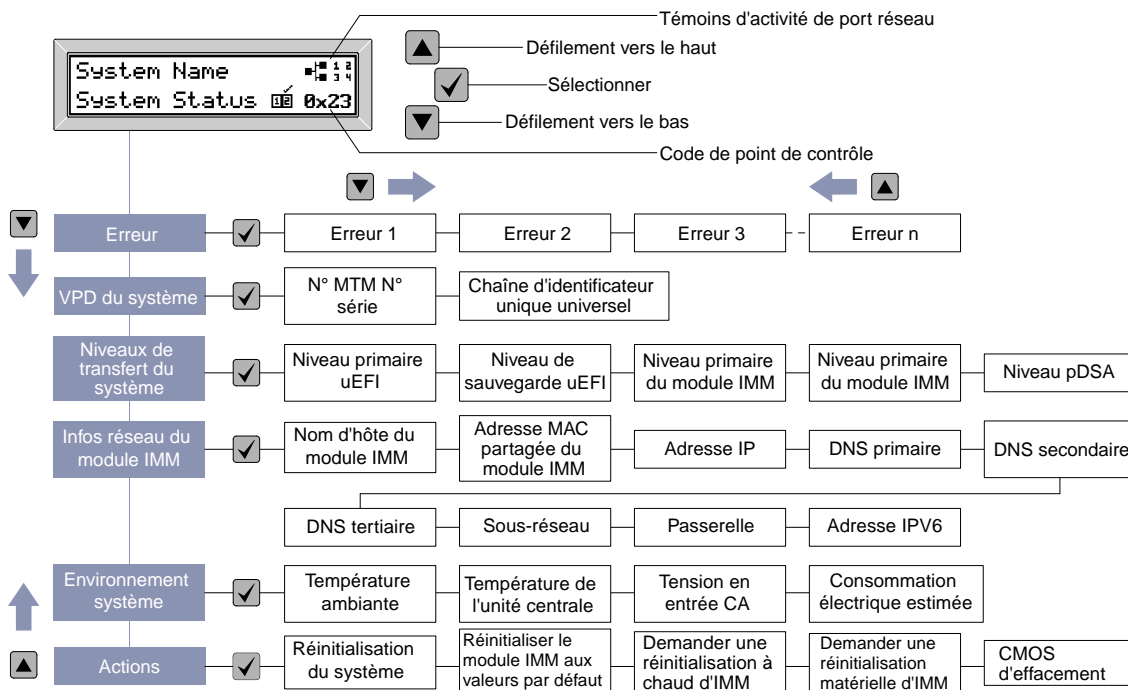 Témoins d'activité de port réseau
Défilement vers le haut
Sélectionner
Défilement vers le bas
Code de point de contrôle
System Name
1 2
3 4
System Status 12 0x23
Erreur
Erreur 1
Erreur 2
Erreur 3
Erreur n
VPD du système
N° MTM N°
série
Chaîne d'identificateur
unique universel
Niveaux de
transfert du
système
Niveau primaire
uEFI
Niveau de
sauvegarde uEFI
Niveau primaire
du module IMM
Niveau primaire
du module IMM
Niveau pDSA
Infos réseau du
module IMM
Nom d'hôte du
module IMM
Adresse MAC
partagée du
module IMM
Adresse IP
DNS primaire
DNS secondaire
DNS tertiaire
Sous-réseau
Passerelle
Adresse IPV6
Environnement
système
Température
ambiante
Température de
l'unité centrale
Tension en
entrée CA
Consommation
électrique estimée
Actions
Réinitialisation
du système
Réinitialiser le
module IMM aux
valeurs par défaut
Demander une
réinitialisation à
chaud d'IMM
Demander une
réinitialisation
matérielle d'IMM
CMOS
d'effacement